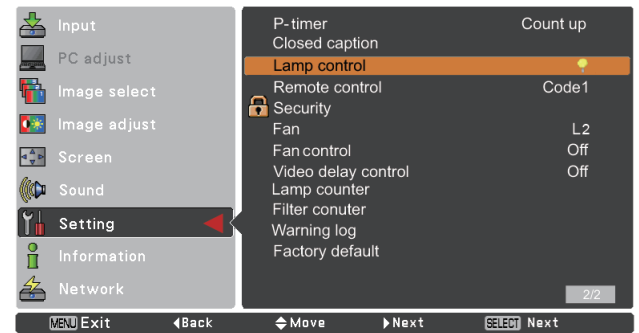 Input
PC adjust
Image select
Image adjust
Screen
Sound
Setting
Information
Network
P-timer Count up
Closed caption
Lamp control
Remote control Code1
Security
Fan L2
Fan control Off
Video delay control Off
Lamp counter
Filter conuter
Warning log
Factory default
2/2
MENU Exit Back Move Next SELECT Next